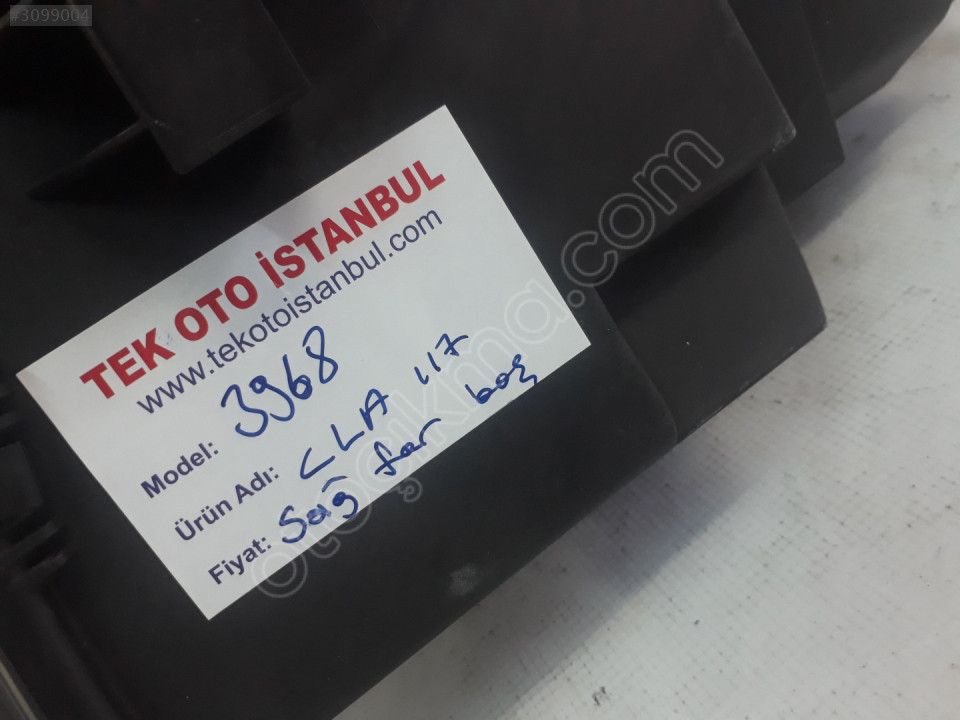 #3099004
TEK OTO İSTANBUL
www.tekotoistanbul.com
Model: 3968
Ürün Adı: CLA 117
Fiyat: Sağ far boş
otoçıkma.com